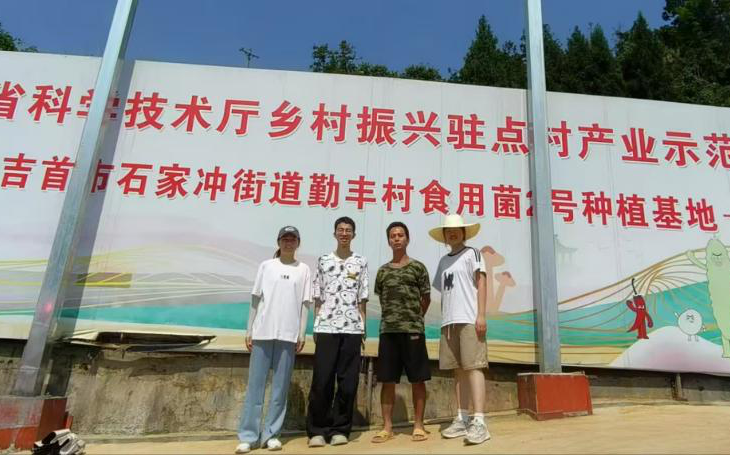 省科学技术厅乡村振兴驻点村产业示范
吉首市石家冲街道勤丰村食用菌2号种植基地